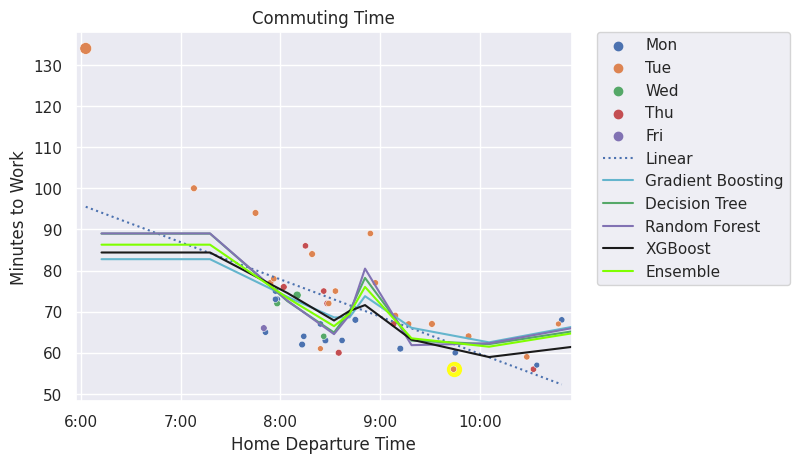 Commuting Time
Minutes to Work
130
120
110
100
90
80
70
60
50
6:00 7:00 8:00 9:00 10:00
Home Departure Time
Mon
Tue
Wed
Thu
Fri
Linear
Gradient Boosting
Decision Tree
Random Forest
XGBoost
Ensemble